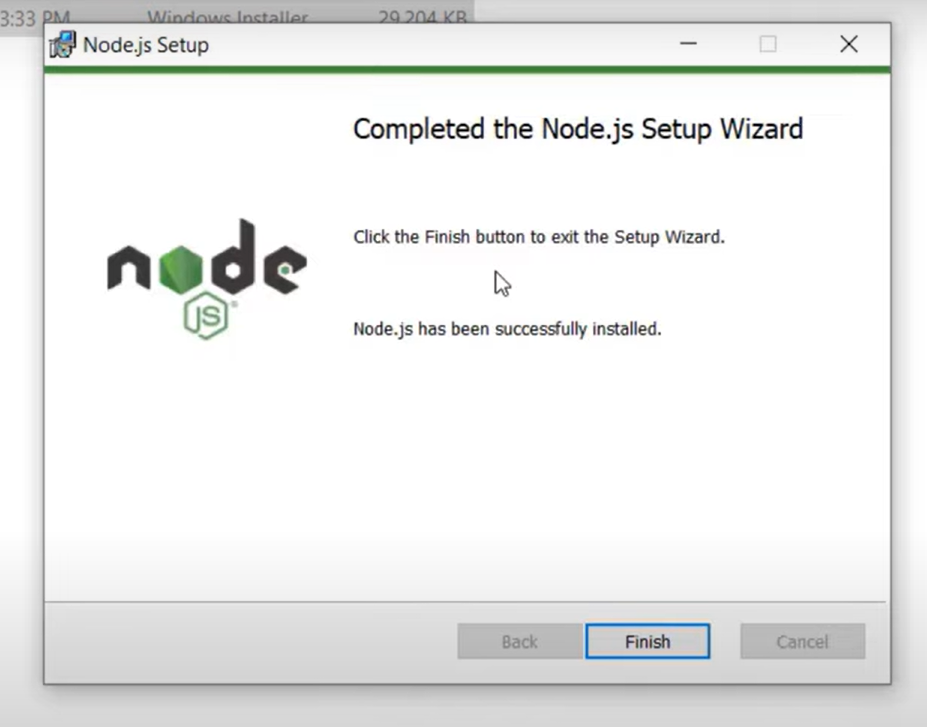 3:33 PM Windows Installer 29,204 KB
Node.js Setup
Completed the Node.js Setup Wizard
Click the Finish button to exit the Setup Wizard.
node
JS
Node.js has been successfully installed.
Back Finish Cancel